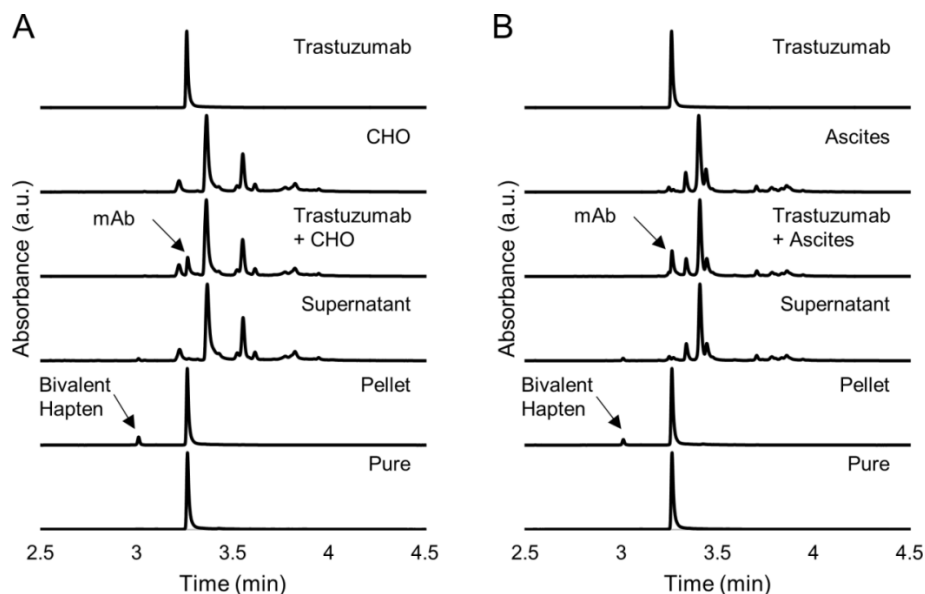 A
Trastuzumab
CHO
mAb
Trastuzumab
+ CHO
Supernatant
Bivalent
Hapten
Pellet
Pure
Absorbance (a.u.)
2.5 3 3.5 4 4.5
Time (min)
B
Trastuzumab
Ascites
mAb
Trastuzumab
+ Ascites
Supernatant
Bivalent
Hapten
Pellet
Pure
Absorbance (a.u.)
2.5 3 3.5 4 4.5
Time (min)